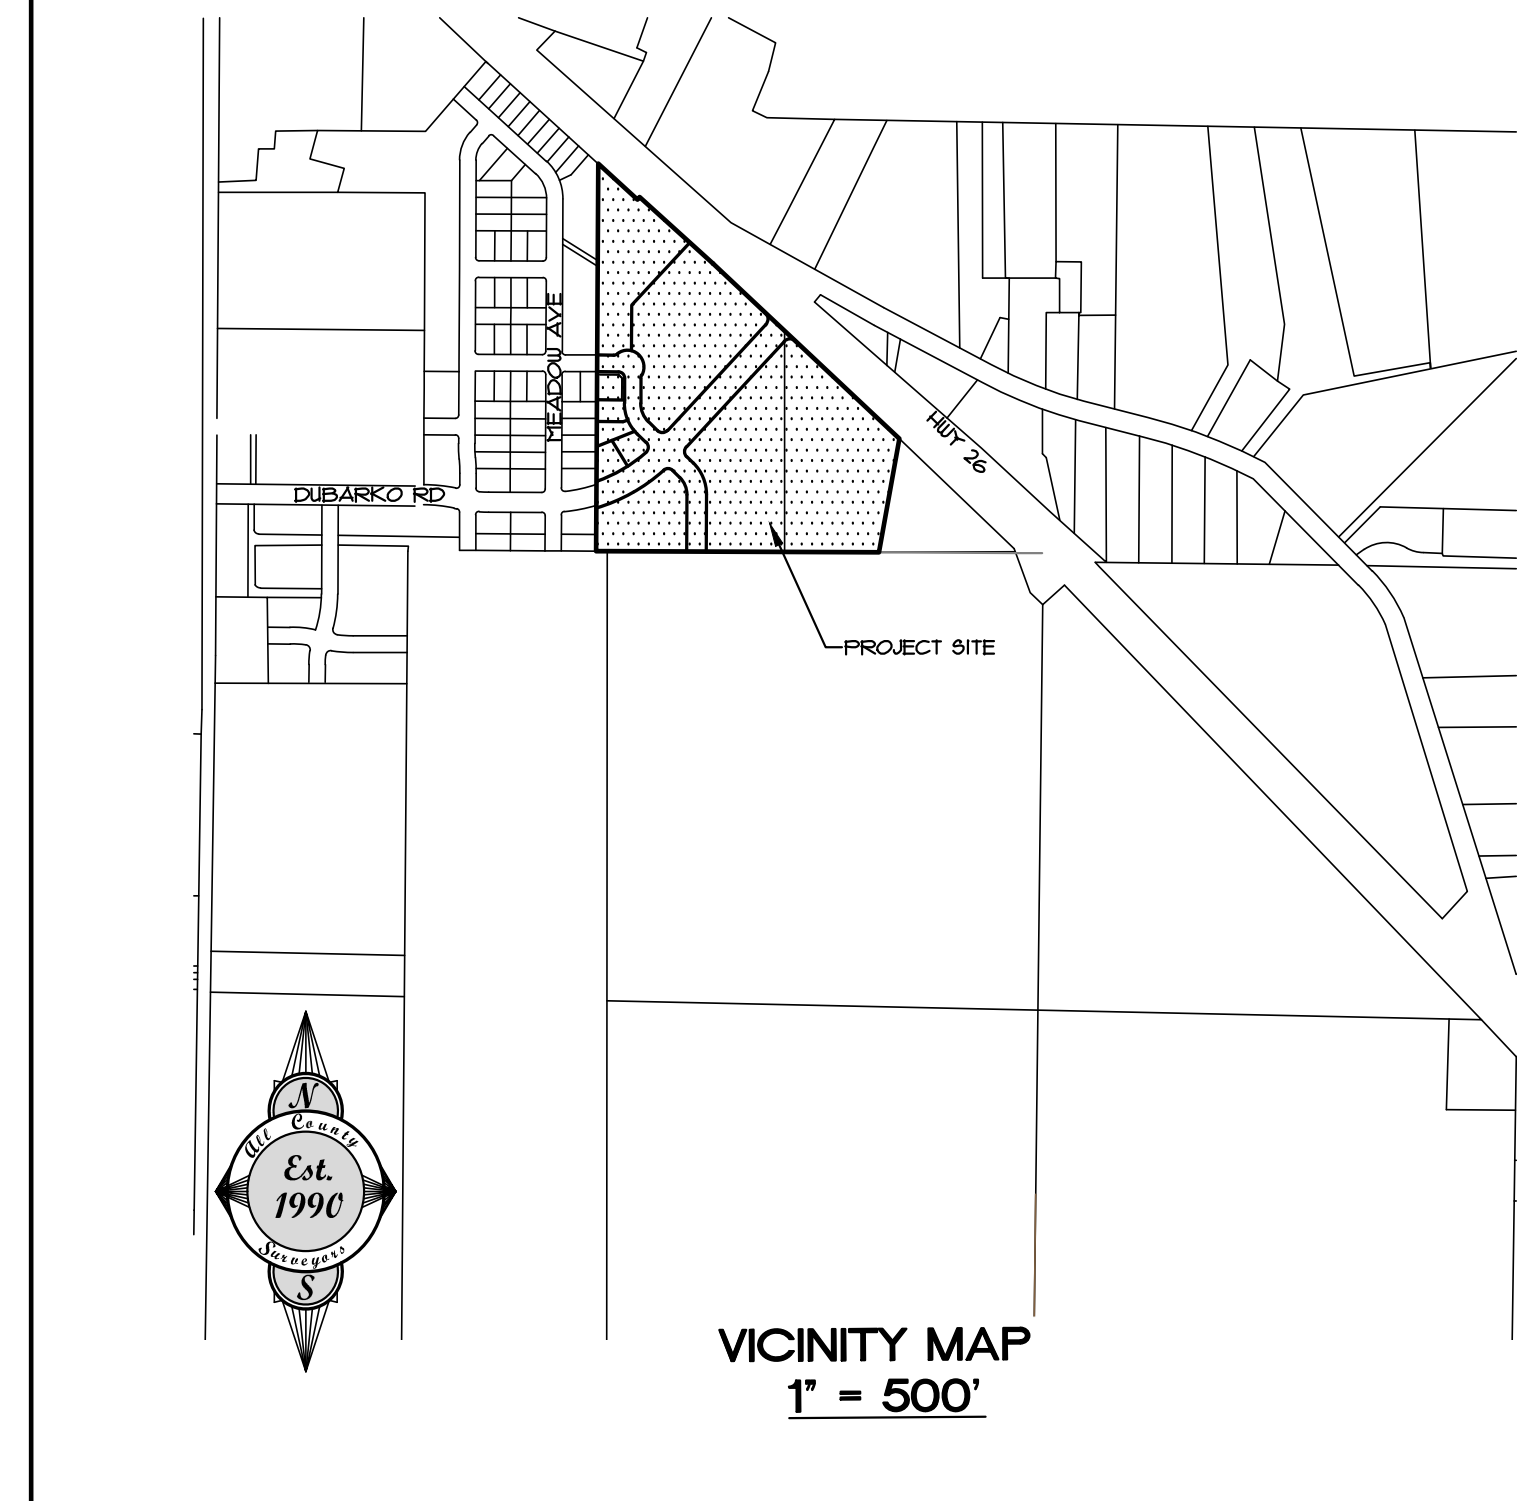 MEADOW AVE
HWY 26
DUBARKO RD
PROJECT SITE
N
All County
Est.
1990
Surveyors
S
VICINITY MAP
1" = 500'